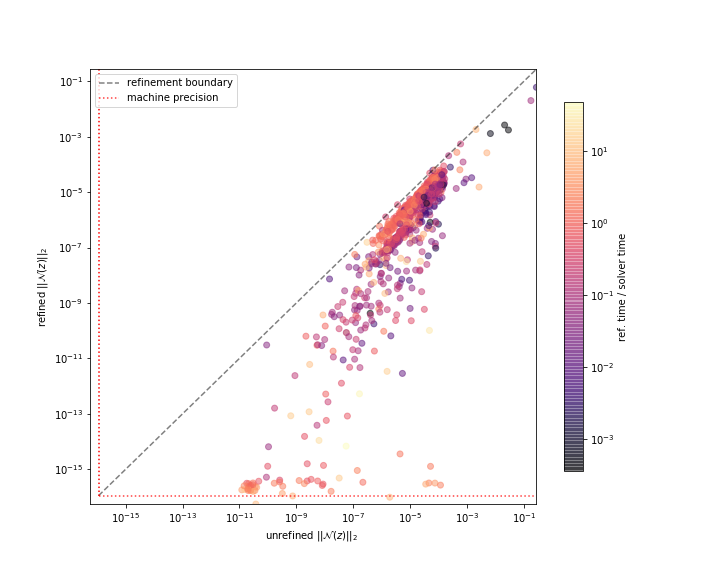 refinement boundary
machine precision
10⁻¹
10⁻³
10⁻⁵
10⁻⁷
10⁻⁹
10⁻¹¹
10⁻¹³
10⁻¹⁵
refined ||𝒩(z)||₂
10⁻¹⁵ 10⁻¹³ 10⁻¹¹ 10⁻⁹ 10⁻⁷ 10⁻⁵ 10⁻³ 10⁻¹
unrefined ||𝒩(z)||₂
10¹
10⁰
10⁻¹
10⁻²
10⁻³
ref. time / solver time